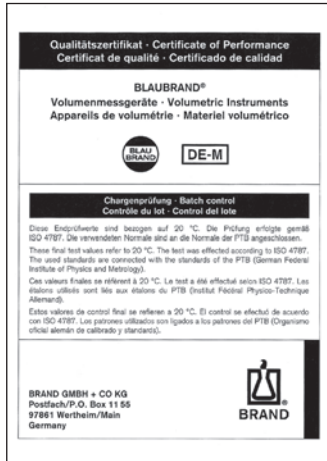 Qualitätszertifikat · Certificate of Performance
Certificat de qualité · Certificado de calidad
BLAUBRAND®
Volumenmessgeräte · Volumetric Instruments
Appareils de volumétrie · Materiel volumétrico
BLAU
BRAND
DE-M
Chargenprüfung · Batch control
Contrôle du lot · Control del lote
Diese Endprüfwerte sind bezogen auf 20 °C. Die Prüfung erfolgte gemäß
ISO 4787. Die verwendeten Normale sind an die Normale der PTB angeschlossen.
These final test values refer to 20 °C. The test was effected according to ISO 4787.
The used standards are connected with the standards of the PTB (German Federal
Institute of Physics and Metrology).
Ces valeurs finales se réfèrent à 20 °C. Le test a été effectué selon ISO 4787. Les
étalons utilisés sont liés aux étalons du PTB (Institut Fédéral Physics-Technique
Allemand).
Estos valores de control final se refieren a 20 °C. El control se efectuó de acuerdo
con ISO 4787. Los patrones utilizados son ligados a los patrones del PTB (Organismo
oficial alemán de calibrado y standards).
BRAND GMBH + CO KG
Postfach/P.O. Box 11 55
97861 Wertheim/Main
Germany
BRAND